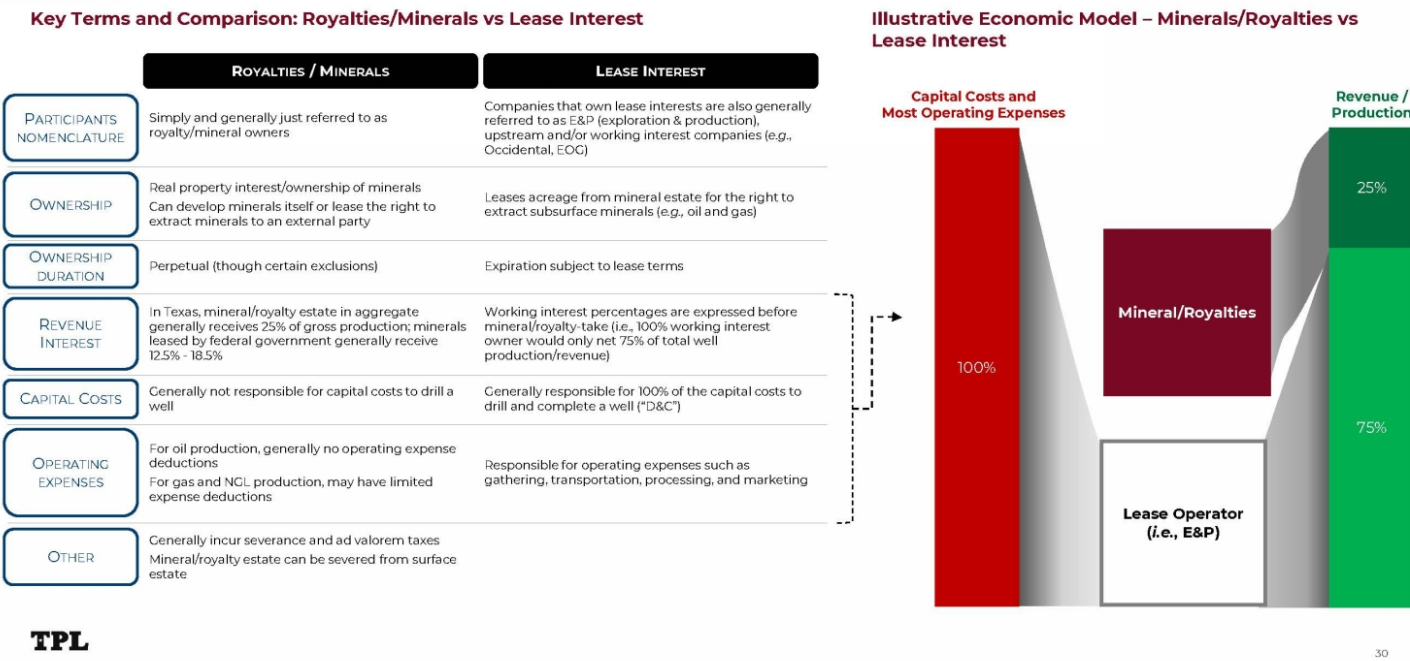 Key Terms and Comparison: Royalties/Minerals vs Lease Interest
ROYALTIES / MINERALS
LEASE INTEREST
PARTICIPANTS
NOMENCLATURE
Simply and generally just referred to as
royalty/mineral owners
Companies that own lease interests are also generally
referred to as E&P (exploration & production),
upstream and/or working interest companies (e.g.,
Occidental, EOG)
OWNERSHIP
Real property interest/ownership of minerals
Can develop minerals itself or lease the right to
extract minerals to an external party
Leases acreage from mineral estate for the right to
extract subsurface minerals (e.g., oil and gas)
OWNERSHIP
DURATION
Perpetual (though certain exclusions)
Expiration subject to lease terms
REVENUE
INTEREST
In Texas, mineral/royalty estate in aggregate
generally receives 25% of gross production; minerals
leased by federal government generally receive
12.5% - 18.5%
Working interest percentages are expressed before
mineral/royalty-take (i.e., 100% working interest
owner would only net 75% of total well
production/revenue)
CAPITAL COSTS
Generally not responsible for capital costs to drill a
well
Generally responsible for 100% of the capital costs to
drill and complete a well (“D&C”)
OPERATING
EXPENSES
For oil production, generally no operating expense
deductions
For gas and NGL production, may have limited
expense deductions
Responsible for operating expenses such as
gathering, transportation, processing, and marketing
OTHER
Generally incur severance and ad valorem taxes
Mineral/royalty estate can be severed from surface
estate
Illustrative Economic Model – Minerals/Royalties vs
Lease Interest
Capital Costs and
Most Operating Expenses
Revenue /
Production
100%
Mineral/Royalties
Lease Operator
(i.e., E&P)
25%
75%
TPL
30